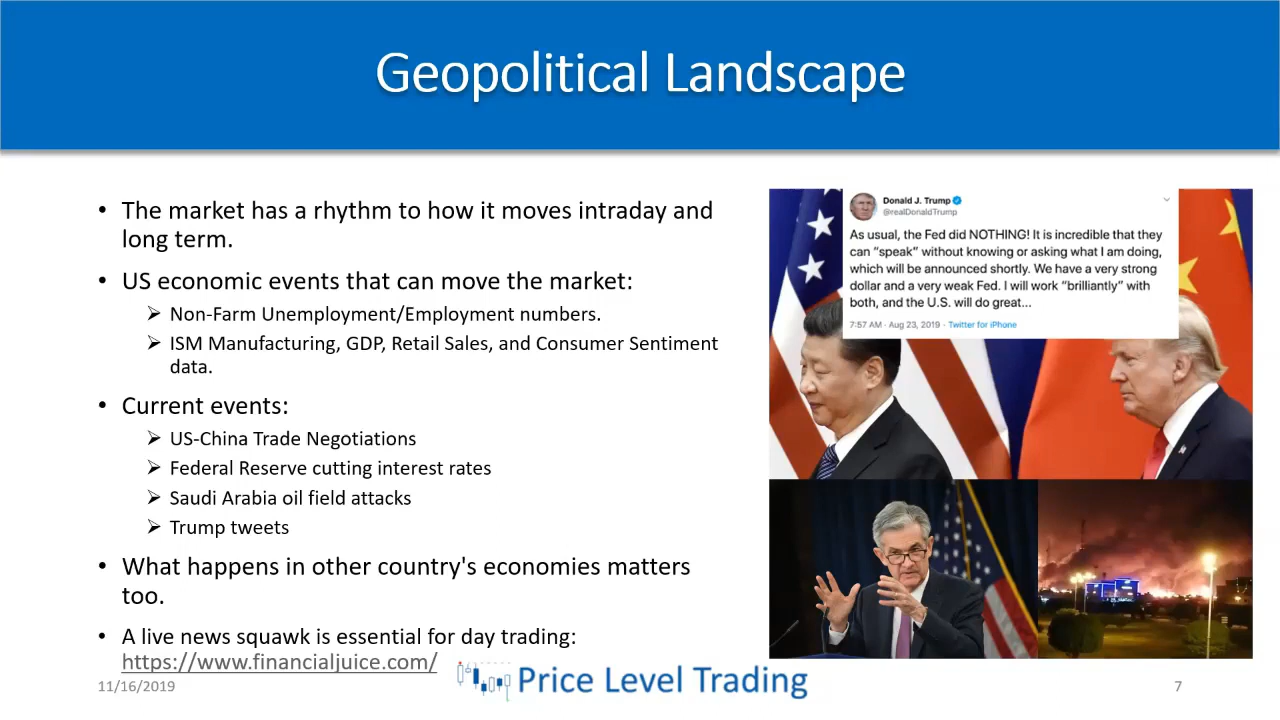 Geopolitical Landscape
• The market has a rhythm to how it moves intraday and
long term.
• US economic events that can move the market:
➢ Non-Farm Unemployment/Employment numbers.
➢ ISM Manufacturing, GDP, Retail Sales, and Consumer Sentiment
data.
• Current events:
➢ US-China Trade Negotiations
➢ Federal Reserve cutting interest rates
➢ Saudi Arabia oil field attacks
➢ Trump tweets
• What happens in other country's economies matters
too.
• A live news squawk is essential for day trading:
https://www.financialjuice.com/
Donald J. Trump
@realDonaldTrump
As usual, the Fed did NOTHING! It is incredible that they
can “speak” without knowing or asking what I am doing,
which will be announced shortly. We have a very strong
dollar and a very weak Fed. I will work “brilliantly” with
both, and the U.S. will do great...
7:57 AM · Aug 23, 2019 · Twitter for iPhone
11/16/2019
Price Level Trading
7